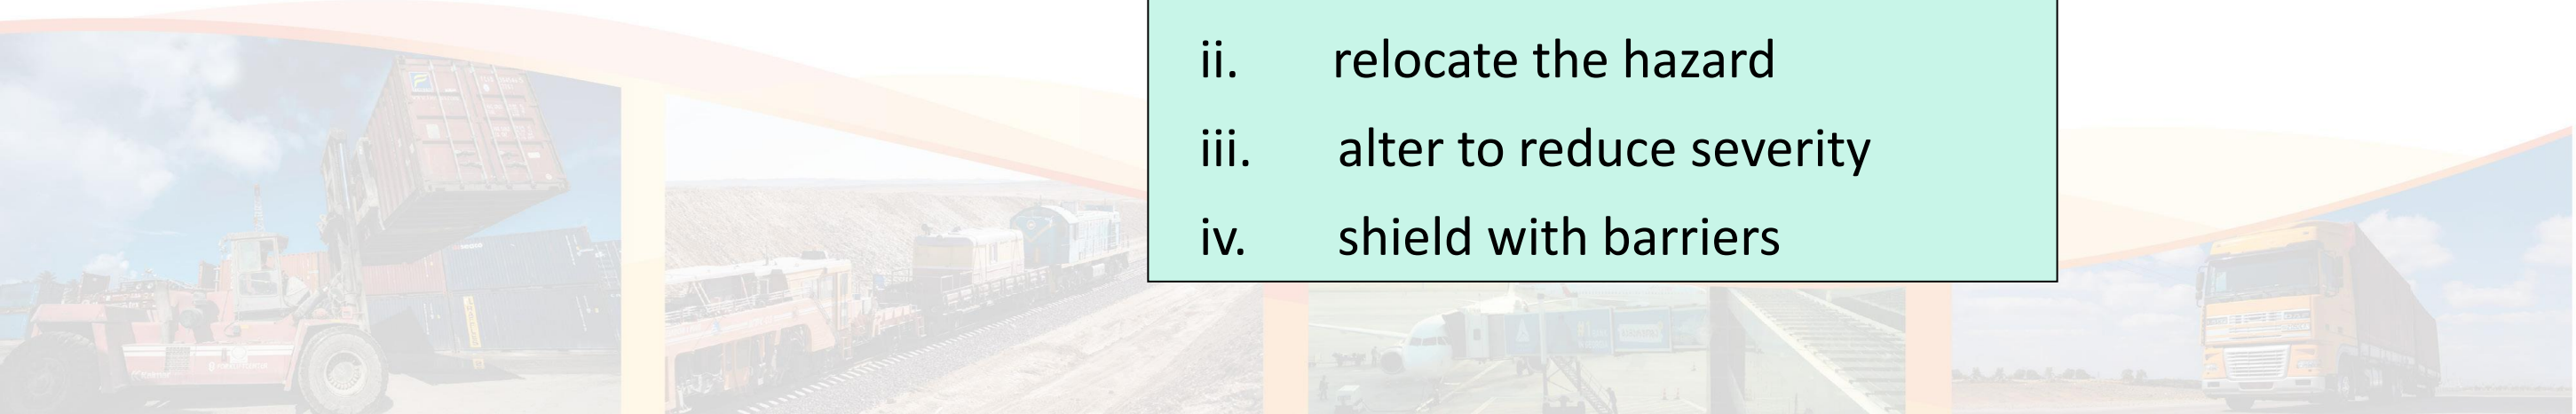 ii. relocate the hazard
iii. alter to reduce severity
iv. shield with barriers